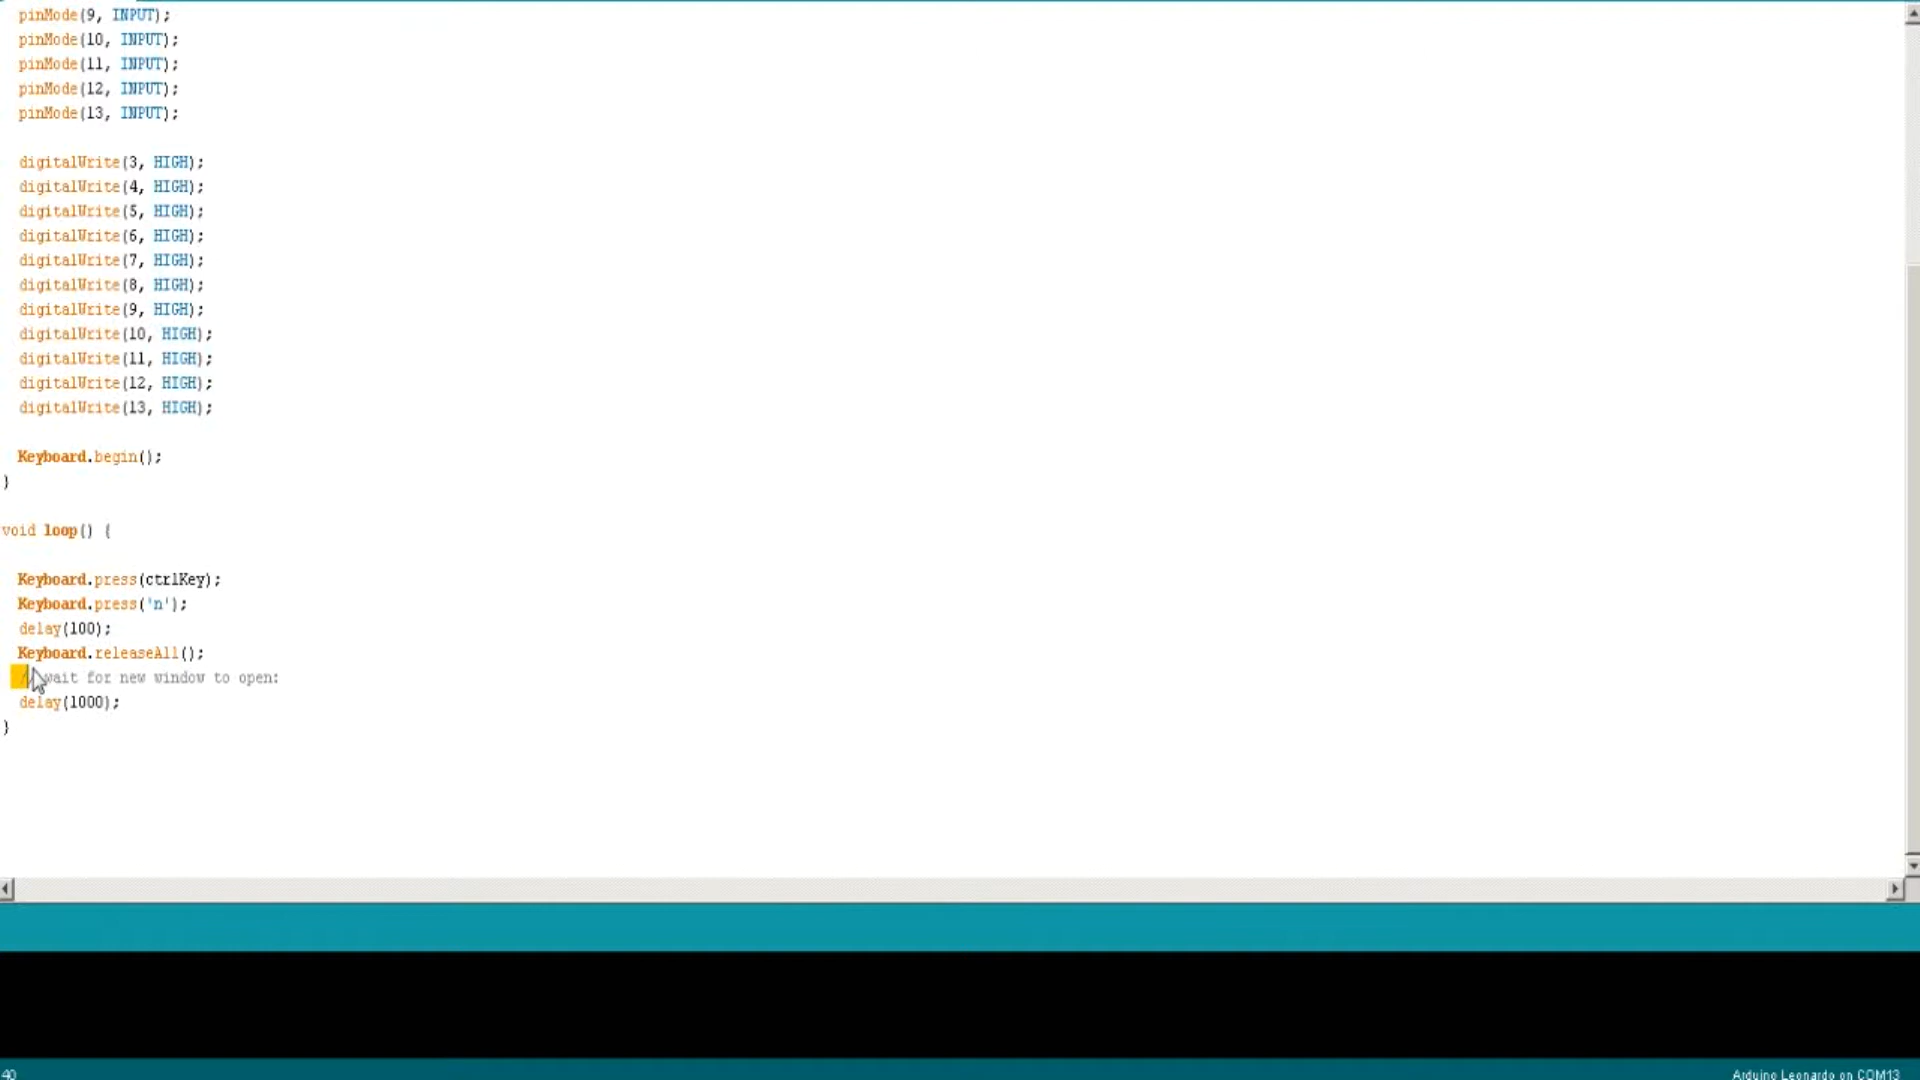 pinMode(9, INPUT);
pinMode(10, INPUT);
pinMode(11, INPUT);
pinMode(12, INPUT);
pinMode(13, INPUT);
digitalWrite(3, HIGH);
digitalWrite(4, HIGH);
digitalWrite(5, HIGH);
digitalWrite(6, HIGH);
digitalWrite(7, HIGH);
digitalWrite(8, HIGH);
digitalWrite(9, HIGH);
digitalWrite(10, HIGH);
digitalWrite(11, HIGH);
digitalWrite(12, HIGH);
digitalWrite(13, HIGH);
Keyboard.begin();
}
void loop() {
Keyboard.press(ctrlKey);
Keyboard.press('n');
delay(100);
Keyboard.releaseAll();
// wait for new window to open:
delay(1000);
}
40
Arduino Leonardo on COM13